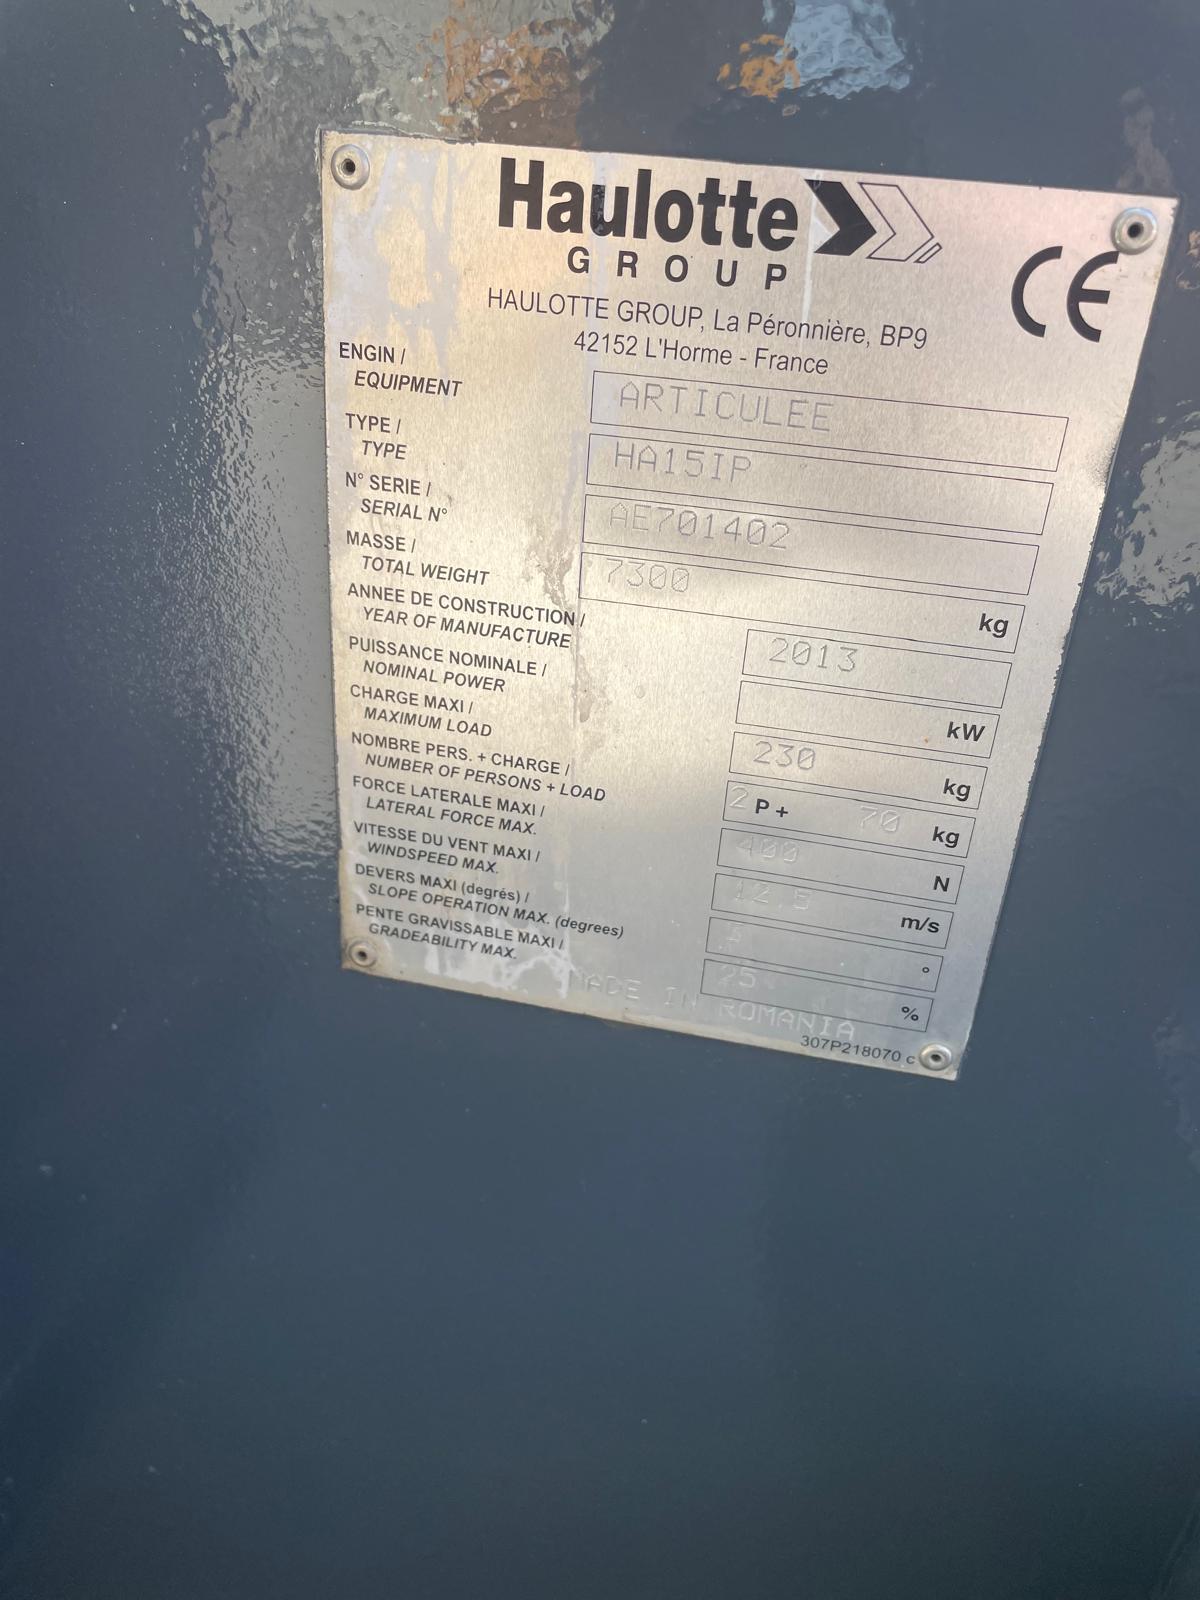 Haulotte
GROUP
CE
HAULOTTE GROUP, La Péronnière, BP9
42152 L'Horme - France
ENGIN /
EQUIPMENT
ARTICULEE
TYPE /
TYPE
HA15IP
N° SERIE /
SERIAL N°
AE701402
MASSE /
TOTAL WEIGHT
7300 kg
ANNEE DE CONSTRUCTION /
YEAR OF MANUFACTURE
2013
PUISSANCE NOMINALE /
NOMINAL POWER
kW
CHARGE MAXI /
MAXIMUM LOAD
230 kg
NOMBRE PERS. + CHARGE /
NUMBER OF PERSONS + LOAD
2 P + 70 kg
FORCE LATERALE MAXI /
LATERAL FORCE MAX.
400 N
VITESSE DU VENT MAXI /
WINDSPEED MAX.
12.5 m/s
DEVERS MAXI (degrés) /
SLOPE OPERATION MAX. (degrees)
°
PENTE GRAVISSABLE MAXI /
GRADEABILITY MAX.
25 %
MADE IN ROMANIA
307P218070 c